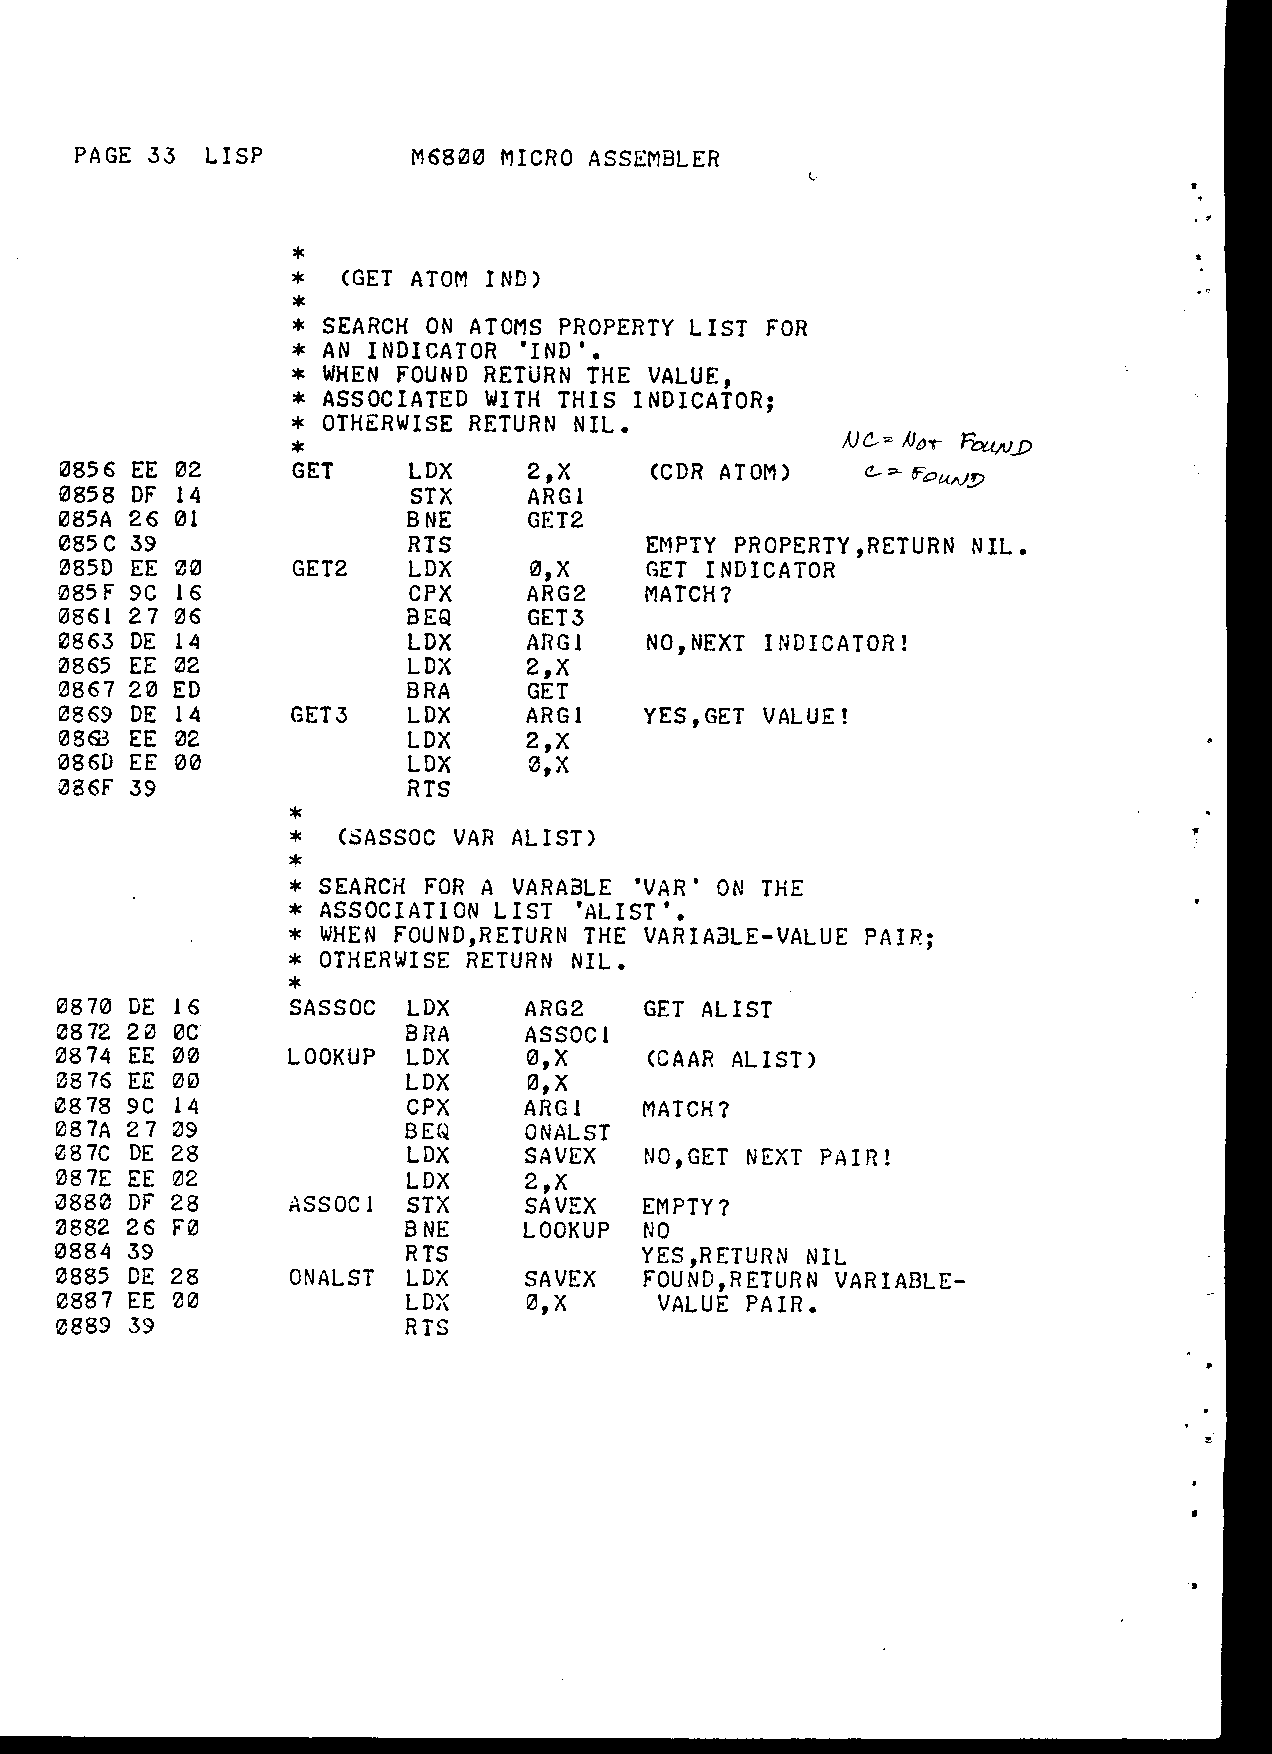 PAGE 33  LISP          M6800 MICRO ASSEMBLER
*
*   (GET ATOM IND)
*
* SEARCH ON ATOMS PROPERTY LIST FOR
* AN INDICATOR 'IND'.
* WHEN FOUND RETURN THE VALUE,
* ASSOCIATED WITH THIS INDICATOR;
* OTHERWISE RETURN NIL.
*                                        NC = NOT FOUND
0856 EE 02      GET     LDX     2,X     (CDR ATOM)     C = FOUND
0858 DF 14              STX     ARG1
085A 26 01              BNE     GET2
085C 39                 RTS             EMPTY PROPERTY,RETURN NIL.
085D EE 00      GET2    LDX     0,X     GET INDICATOR
085F 9C 16              CPX     ARG2    MATCH?
0861 27 06              BEQ     GET3
0863 DE 14              LDX     ARG1    NO,NEXT INDICATOR!
0865 EE 02              LDX     2,X
0867 20 ED              BRA     GET
0869 DE 14      GET3    LDX     ARG1    YES,GET VALUE!
086B EE 02              LDX     2,X
086D EE 00              LDX     0,X
086F 39                 RTS
*
*   (SASSOC VAR ALIST)
*
* SEARCH FOR A VARABLE 'VAR' ON THE
* ASSOCIATION LIST 'ALIST'.
* WHEN FOUND,RETURN THE VARIABLE-VALUE PAIR;
* OTHERWISE RETURN NIL.
*
0870 DE 16      SASSOC  LDX     ARG2    GET ALIST
0872 20 0C              BRA     ASSOC1
0874 EE 00      LOOKUP  LDX     0,X     (CAAR ALIST)
0876 EE 00              LDX     0,X
0878 9C 14              CPX     ARG1    MATCH?
087A 27 09              BEQ     ONALST
087C DE 28              LDX     SAVEX   NO,GET NEXT PAIR!
087E EE 02              LDX     2,X
0880 DF 28      ASSOC1  STX     SAVEX   EMPTY?
0882 26 F0              BNE     LOOKUP  NO
0884 39                 RTS             YES,RETURN NIL
0885 DE 28      ONALST  LDX     SAVEX   FOUND,RETURN VARIABLE-
0887 EE 00              LDX     0,X      VALUE PAIR.
0889 39                 RTS